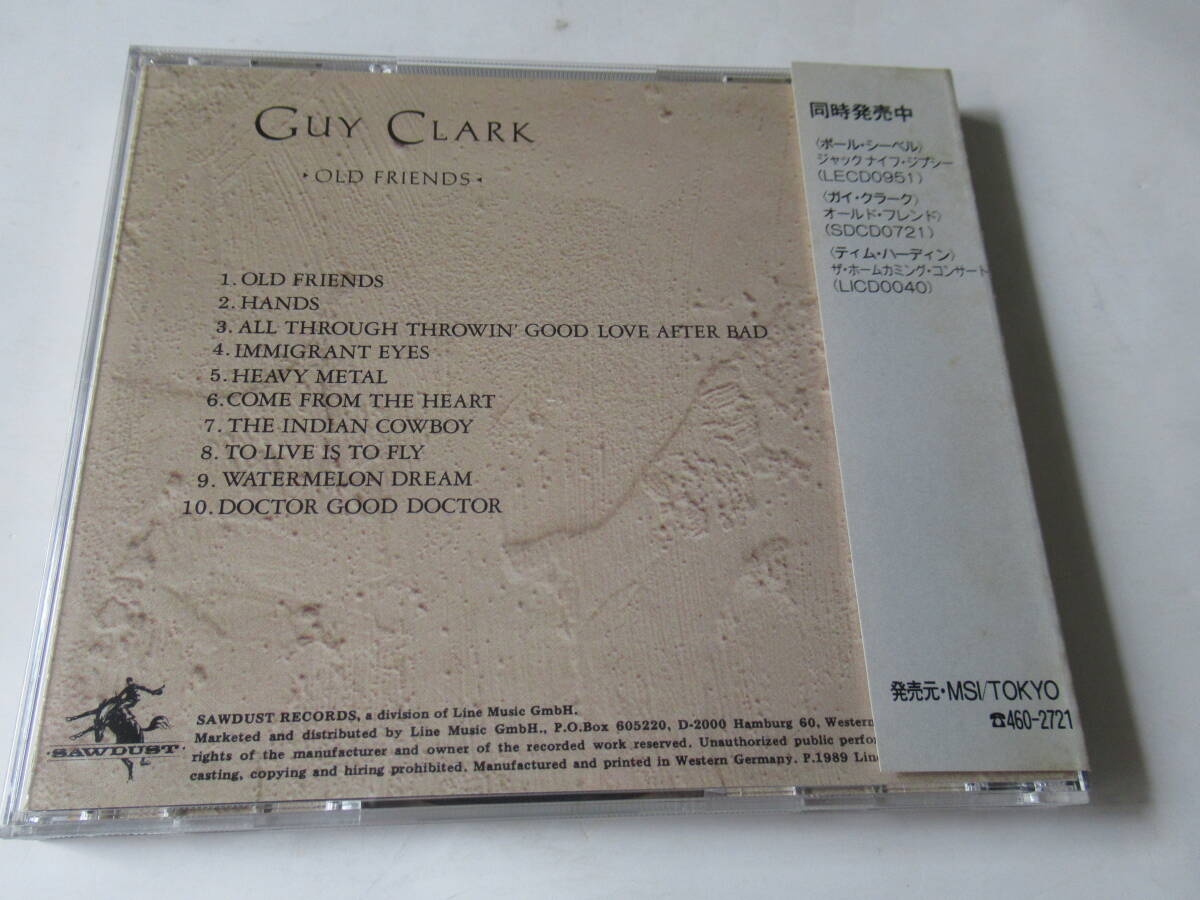 GUY CLARK
·OLD FRIENDS·
1. OLD FRIENDS
2. HANDS
3. ALL THROUGH THROWIN' GOOD LOVE AFTER BAD
4. IMMIGRANT EYES
5. HEAVY METAL
6. COME FROM THE HEART
7. THE INDIAN COWBOY
8. TO LIVE IS TO FLY
9. WATERMELON DREAM
10. DOCTOR GOOD DOCTOR
·SAWDUST·
SAWDUST RECORDS, a division of Line Music GmbH.
Marketed and distributed by Line Music GmbH., P.O.Box 605220, D-2000 Hamburg 60, Western
rights of the manufacturer and owner of the recorded work reserved. Unauthorized public perfo
casting, copying and hiring prohibited. Manufactured and printed in Western Germany. P.1989 Lin
同時発売中
〈ポール・シーベル〉
ジャックナイフ・ジプシー
(LECD0951)
〈ガイ・クラーク〉
オールド・フレンド〉
(SDCD0721)
〈ティム・ハーディン〉
ザ・ホームカミング・コンサート
(LICD0040)
発売元・MSI/TOKYO
☎460-2721